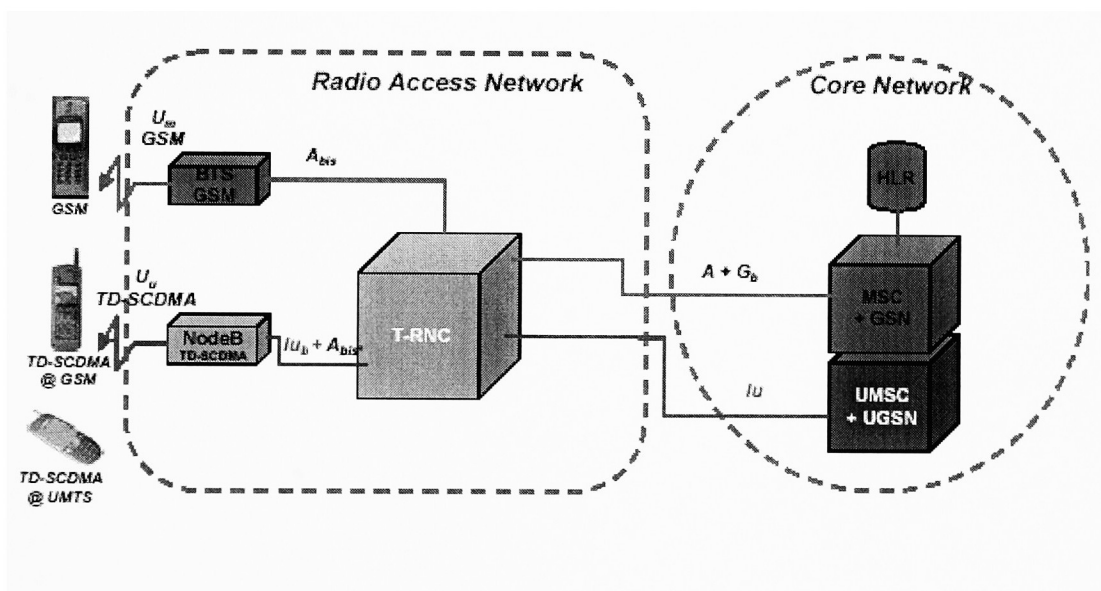 Radio Access Network
Core Network
Um
GSM
Abis
BTS
GSM
GSM
HLR
Uu
TD-SCDMA
A + Gb
MSC
+ GSN
NodeB
TD-SCDMA
Iub + Abis*
T-RNC
TD-SCDMA
@ GSM
Iu
UMSC
+ UGSN
TD-SCDMA
@ UMTS